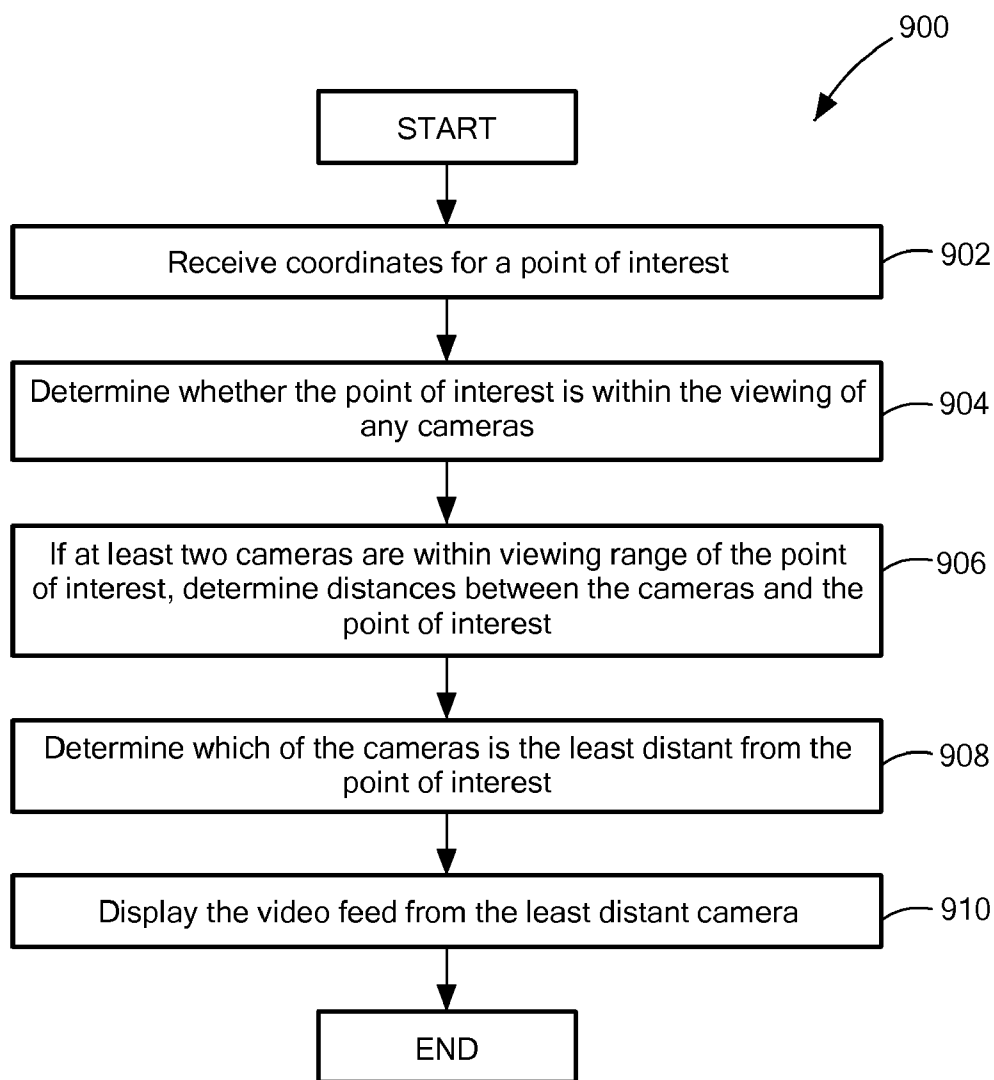 900
START
Receive coordinates for a point of interest
902
Determine whether the point of interest is within the viewing of
any cameras
904
If at least two cameras are within viewing range of the point
of interest, determine distances between the cameras and the
point of interest
906
Determine which of the cameras is the least distant from the
point of interest
908
Display the video feed from the least distant camera
910
END